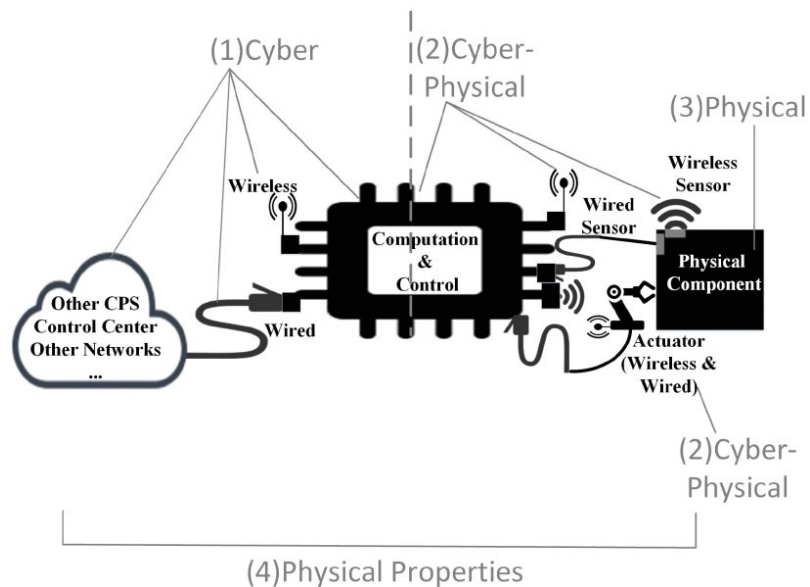 (1)Cyber
(2)Cyber-
Physical
(3)Physical
Wireless
Sensor
Wireless
Wired
Sensor
Computation
&
Control
Physical
Component
Other CPS
Control Center
Other Networks
...
Wired
Actuator
(Wireless &
Wired)
(2)Cyber-
Physical
(4)Physical Properties